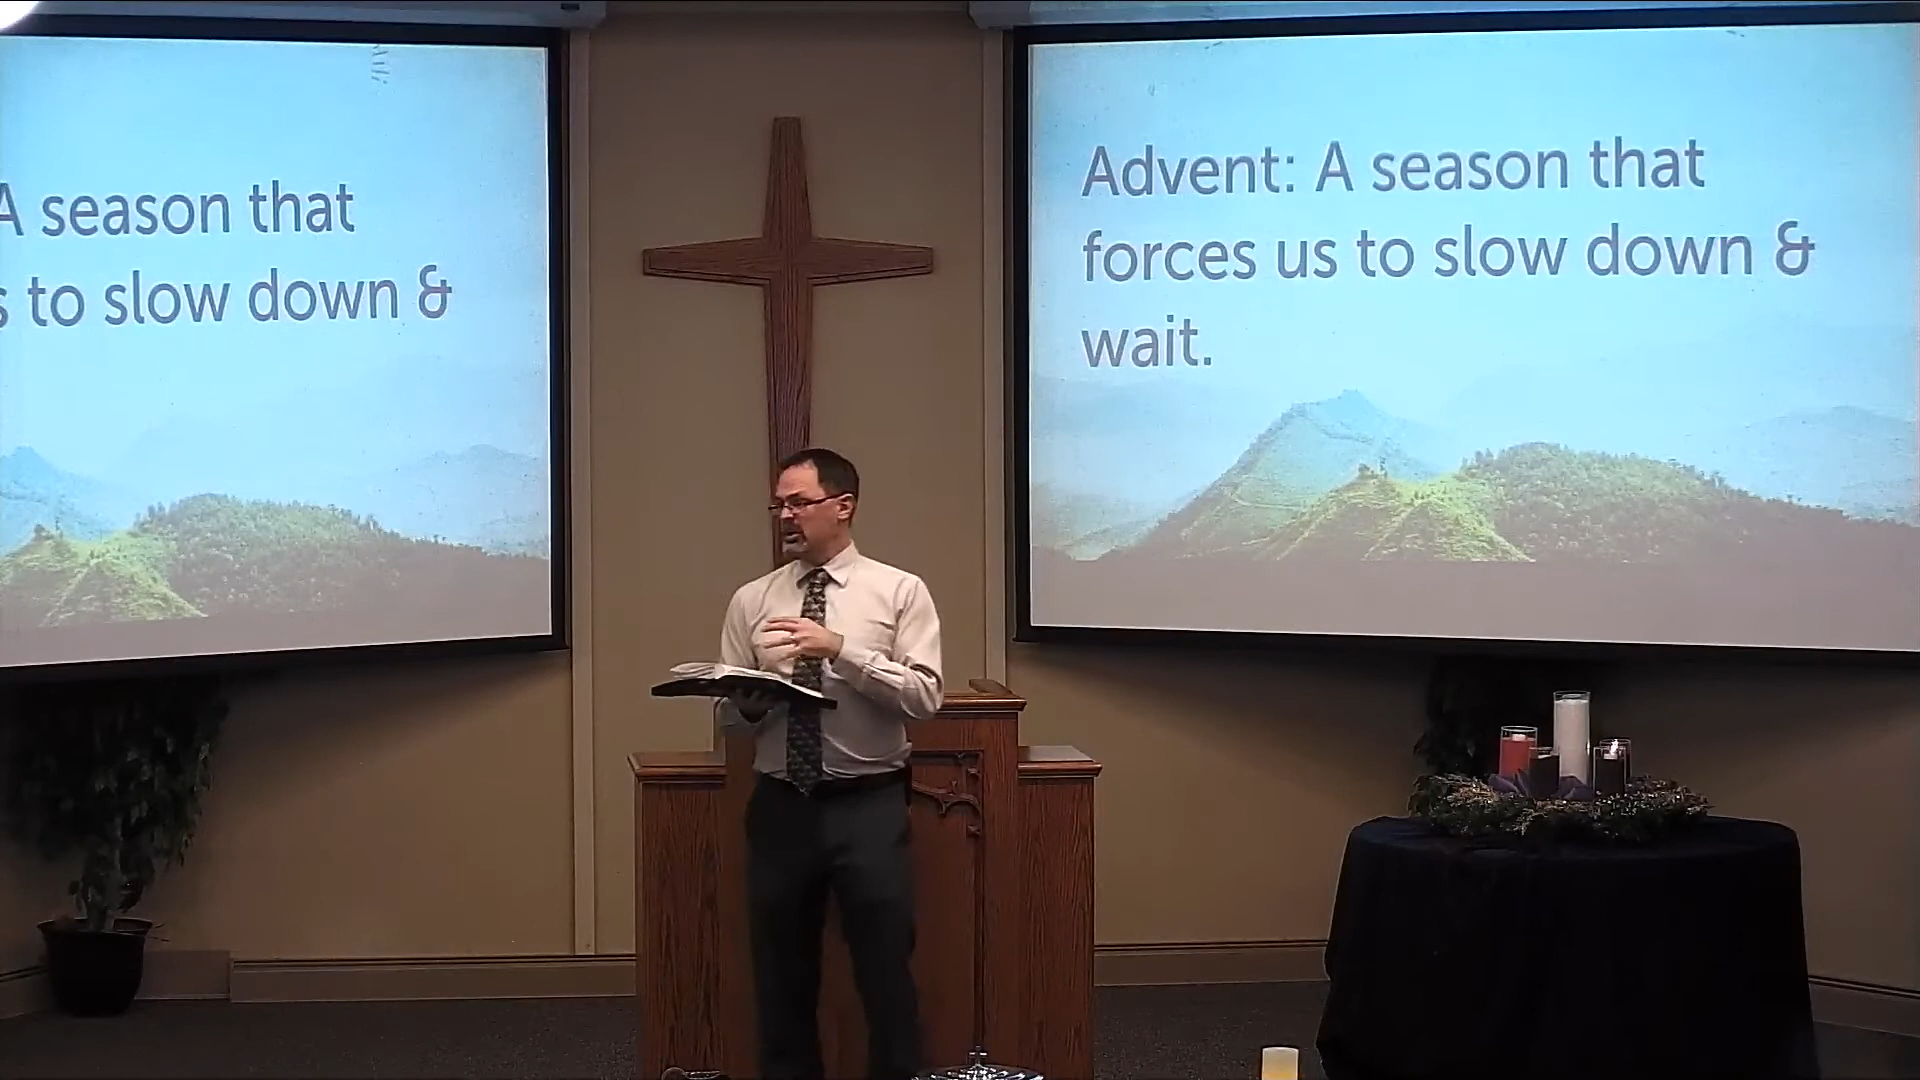 A season that
s to slow down &
Advent: A season that
forces us to slow down &
wait.